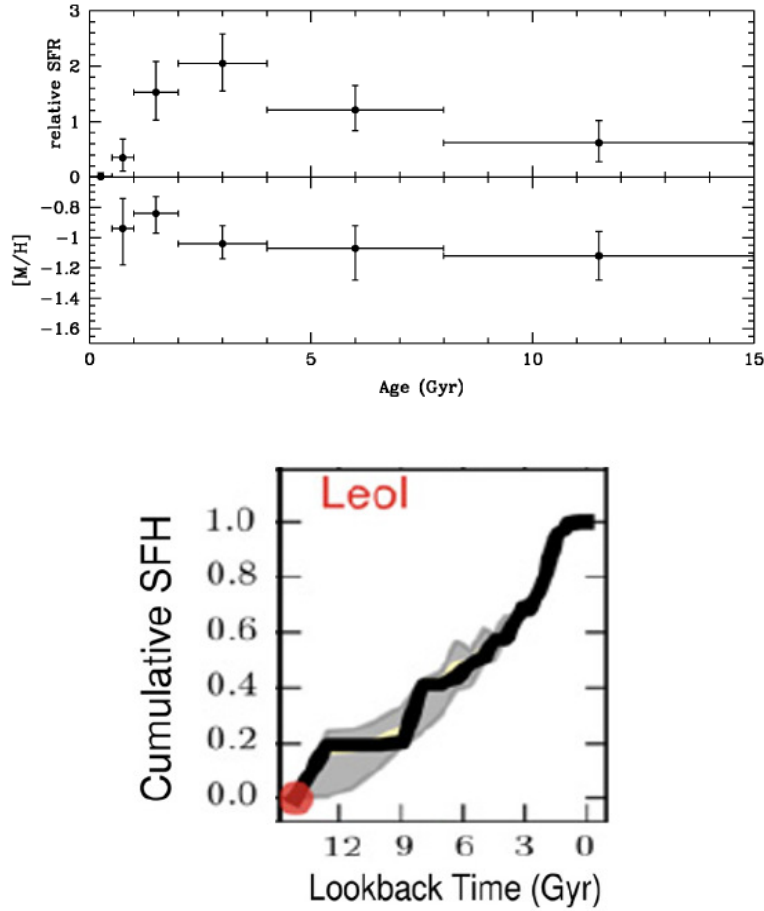 3
2
1
0
relative SFR
-0.8
-1
-1.2
-1.4
-1.6
[M/H]
0 5 10 15
Age (Gyr)
LeoI
1.0
0.8
0.6
0.4
0.2
0.0
Cumulative SFH
12 9 6 3 0
Lookback Time (Gyr)